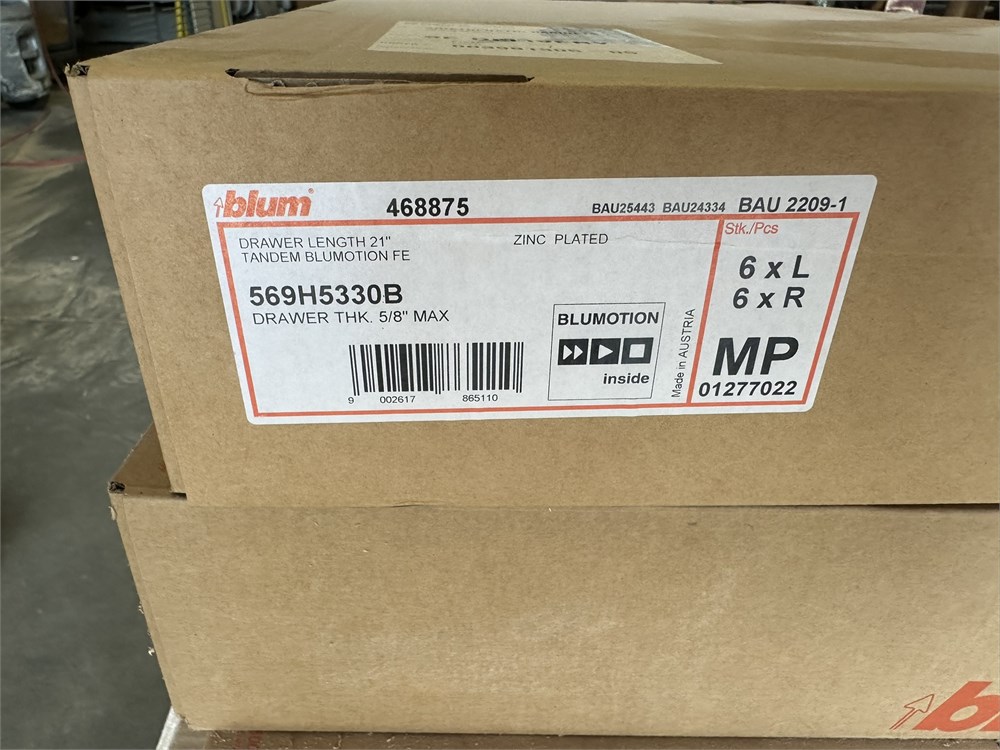 blum®
468875
BAU25443 BAU24334 BAU 2209-1
DRAWER LENGTH 21"
ZINC PLATED
TANDEM BLUMOTION FE
569H5330B
DRAWER THK. 5/8" MAX
9 002617 865110
BLUMOTION
inside
Made in AUSTRIA
Stk./Pcs
6 x L
6 x R
MP
01277022